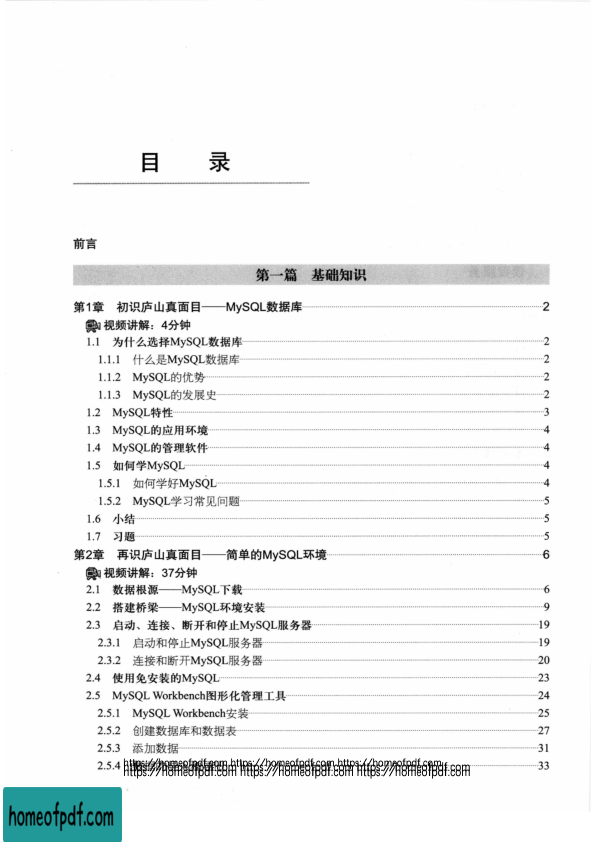 目 录
前言
第一篇 基础知识
第1章 初识庐山真面目——MySQL数据库 2
视频讲解：4分钟
1.1 为什么选择MySQL数据库 2
1.1.1 什么是MySQL数据库 2
1.1.2 MySQL的优势 2
1.1.3 MySQL的发展史 2
1.2 MySQL特性 3
1.3 MySQL的应用环境 4
1.4 MySQL的管理软件 4
1.5 如何学MySQL 4
1.5.1 如何学好MySQL 4
1.5.2 MySQL学习常见问题 5
1.6 小结 5
1.7 习题 5
第2章 再识庐山真面目——简单的MySQL环境 6
视频讲解：37分钟
2.1 数据根源——MySQL下载 6
2.2 搭建桥梁——MySQL环境安装 9
2.3 启动、连接、断开和停止MySQL服务器 19
2.3.1 启动和停止MySQL服务器 19
2.3.2 连接和断开MySQL服务器 20
2.4 使用免安装的MySQL 23
2.5 MySQL Workbench图形化管理工具 24
2.5.1 MySQL Workbench安装 25
2.5.2 创建数据库和数据表 27
2.5.3 添加数据 31
2.5.4 33
https://homeofpdf.com https://homeofpdf.com https://homeofpdf.com
https://homeofpdf.com https://homeofpdf.com https://homeofpdf.com
homeofpdf.com